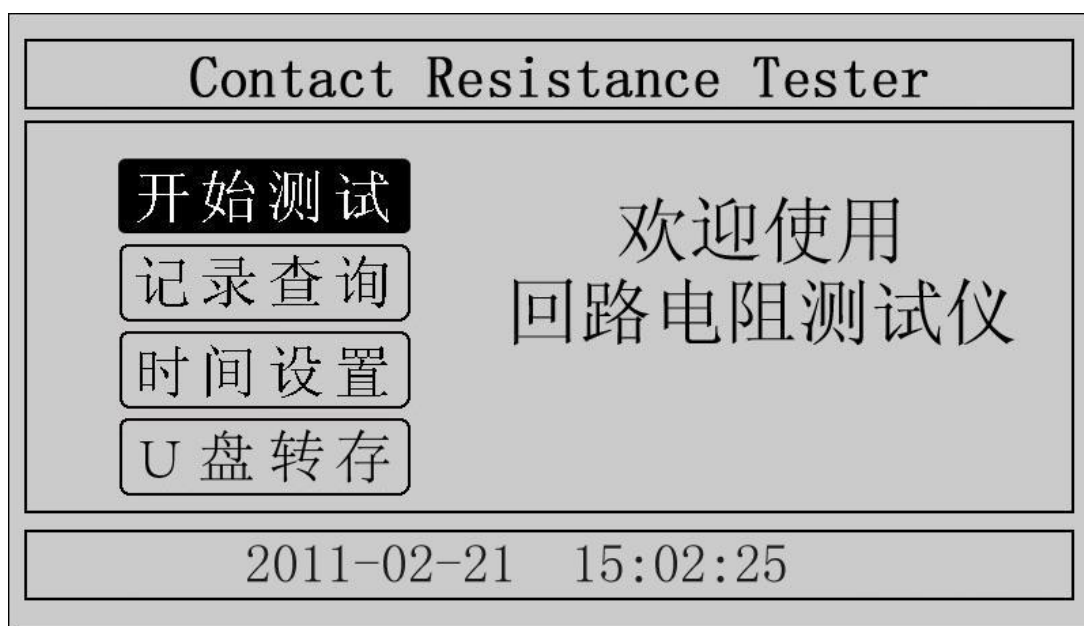 Contact Resistance Tester
开始测试
记录查询
时间设置
U盘转存
欢迎使用
回路电阻测试仪
2011-02-21 15:02:25